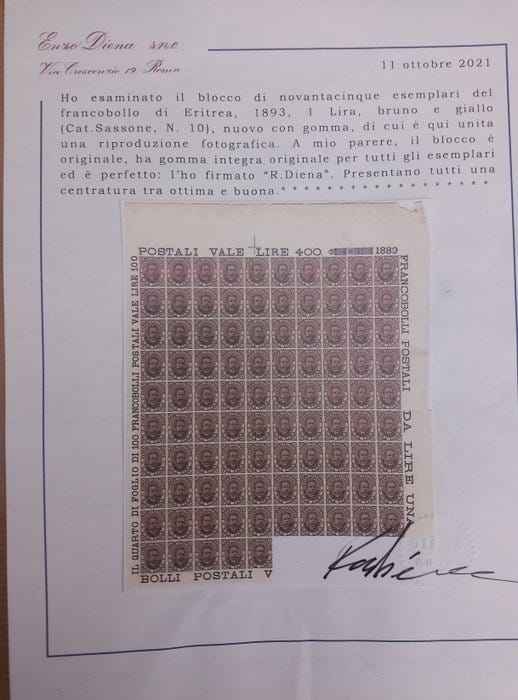 Enzo Diena s.n.c.
Via Crescenzio 19, Roma
11 ottobre 2021
Ho esaminato il blocco di novantacinque esemplari del
francobollo di Eritrea, 1893, 1 Lira, bruno e giallo
(Cat.Sassone, N. 10), nuovo con gomma, di cui è qui unita
una riproduzione fotografica. A mio parere, il blocco è
originale, ha gomma integra originale per tutti gli esemplari
ed è perfetto: l'ho firmato "R.Diena". Presentano tutti una
centratura tra ottima e buona.* * * * * * * * * * * * * * * * * *
POSTALI VALE LIRE 400 1889
IL QUARTO DI FOGLIO DI 100 FRANCOBOLLI POSTALI VALE LIRE 100
FRANCOBOLLI POSTALI DA LIRE UNA
BOLLI POSTALI V